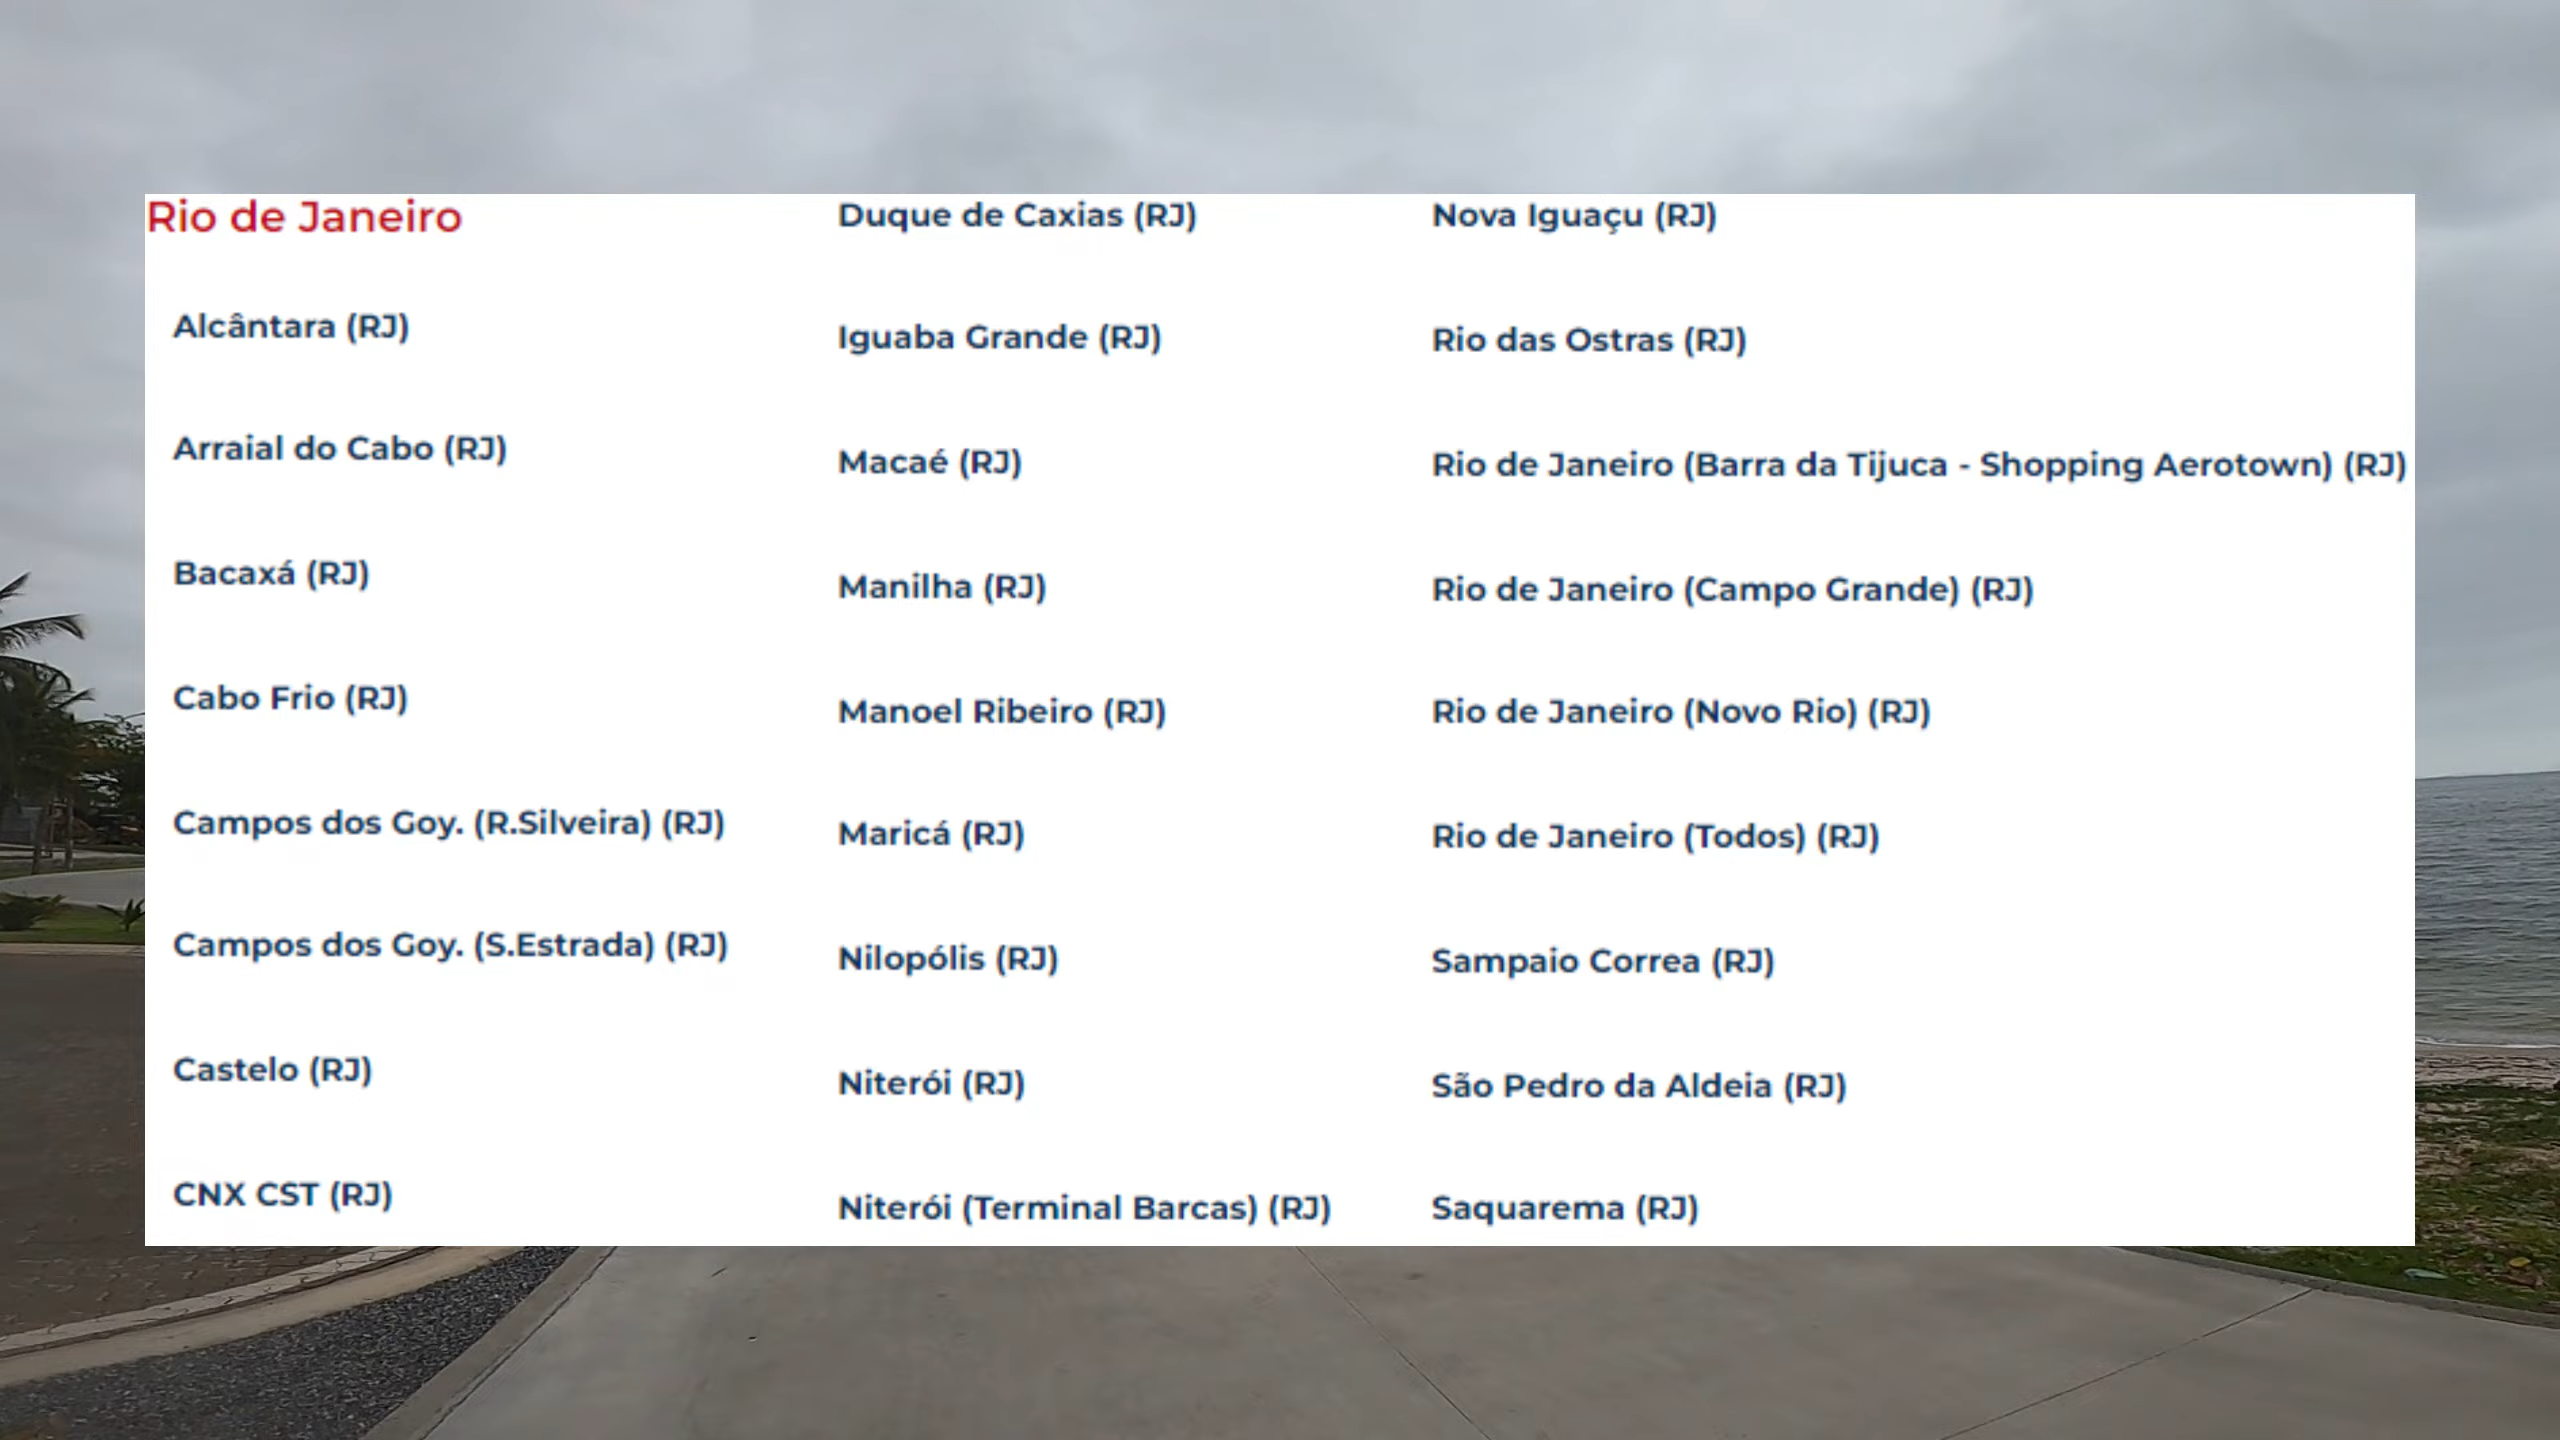 Rio de Janeiro
Alcântara (RJ)
Arraial do Cabo (RJ)
Bacaxá (RJ)
Cabo Frio (RJ)
Campos dos Goy. (R.Silveira) (RJ)
Campos dos Goy. (S.Estrada) (RJ)
Castelo (RJ)
CNX CST (RJ)
Duque de Caxias (RJ)
Iguaba Grande (RJ)
Macaé (RJ)
Manilha (RJ)
Manoel Ribeiro (RJ)
Maricá (RJ)
Nilopólis (RJ)
Niterói (RJ)
Niterói (Terminal Barcas) (RJ)
Nova Iguaçu (RJ)
Rio das Ostras (RJ)
Rio de Janeiro (Barra da Tijuca - Shopping Aerotown) (RJ)
Rio de Janeiro (Campo Grande) (RJ)
Rio de Janeiro (Novo Rio) (RJ)
Rio de Janeiro (Todos) (RJ)
Sampaio Correa (RJ)
São Pedro da Aldeia (RJ)
Saquarema (RJ)